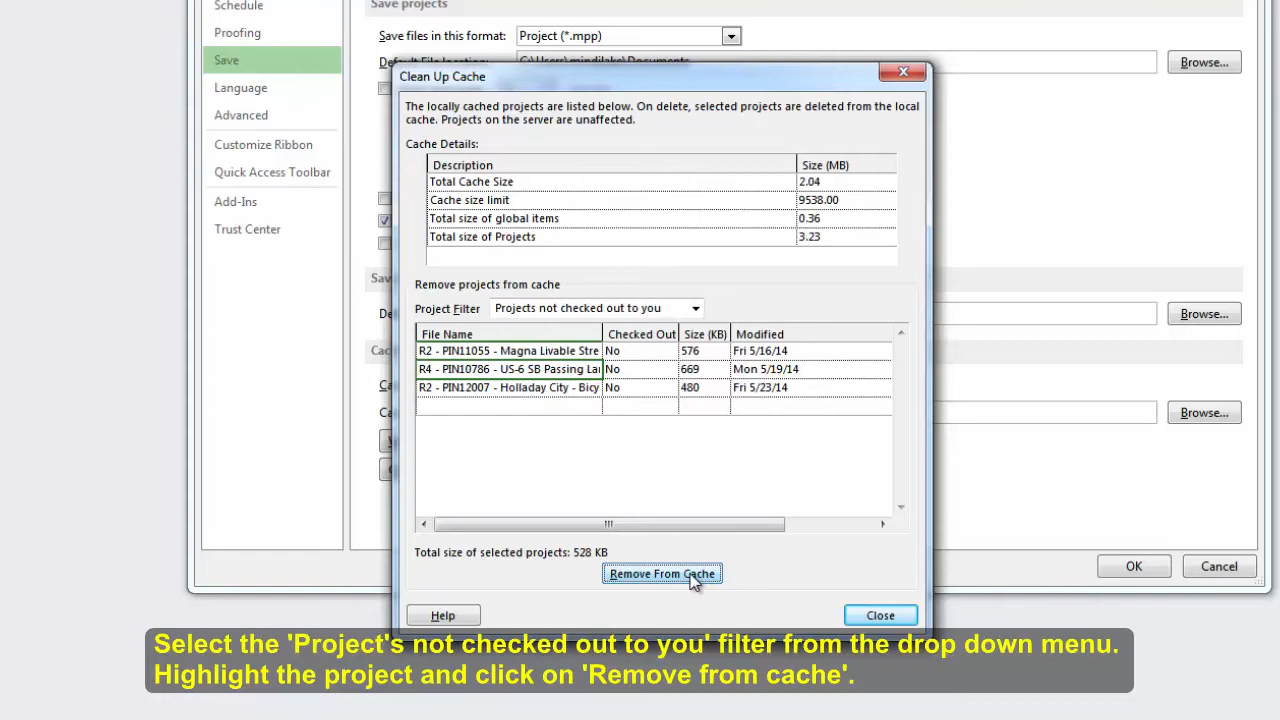 Schedule
Save projects
Proofing
Save files in this format: Project (*.mpp)
Save
Browse...
Clean Up Cache
Language
The locally cached projects are listed below. On delete, selected projects are deleted from the local
cache. Projects on the server are unaffected.
Advanced
Customize Ribbon
Cache Details:
Quick Access Toolbar
Description Size (MB)
Total Cache Size 2.04
Add-Ins
Cache size limit 9538.00
Total size of global items 0.36
Trust Center
Total size of Projects 3.23
Remove projects from cache
Project Filter Projects not checked out to you
Browse...
File Name Checked Out Size (KB) Modified
R2 - PIN11055 - Magna Livable Stre No 576 Fri 5/16/14
R4 - PIN10786 - US-6 SB Passing La No 669 Mon 5/19/14
R2 - PIN12007 - Holladay City - Bicy No 480 Fri 5/23/14
Browse...
Total size of selected projects: 528 KB
Remove From Cache
OK Cancel
Help Close
Select the 'Project's not checked out to you' filter from the drop down menu.
Highlight the project and click on 'Remove from cache'.